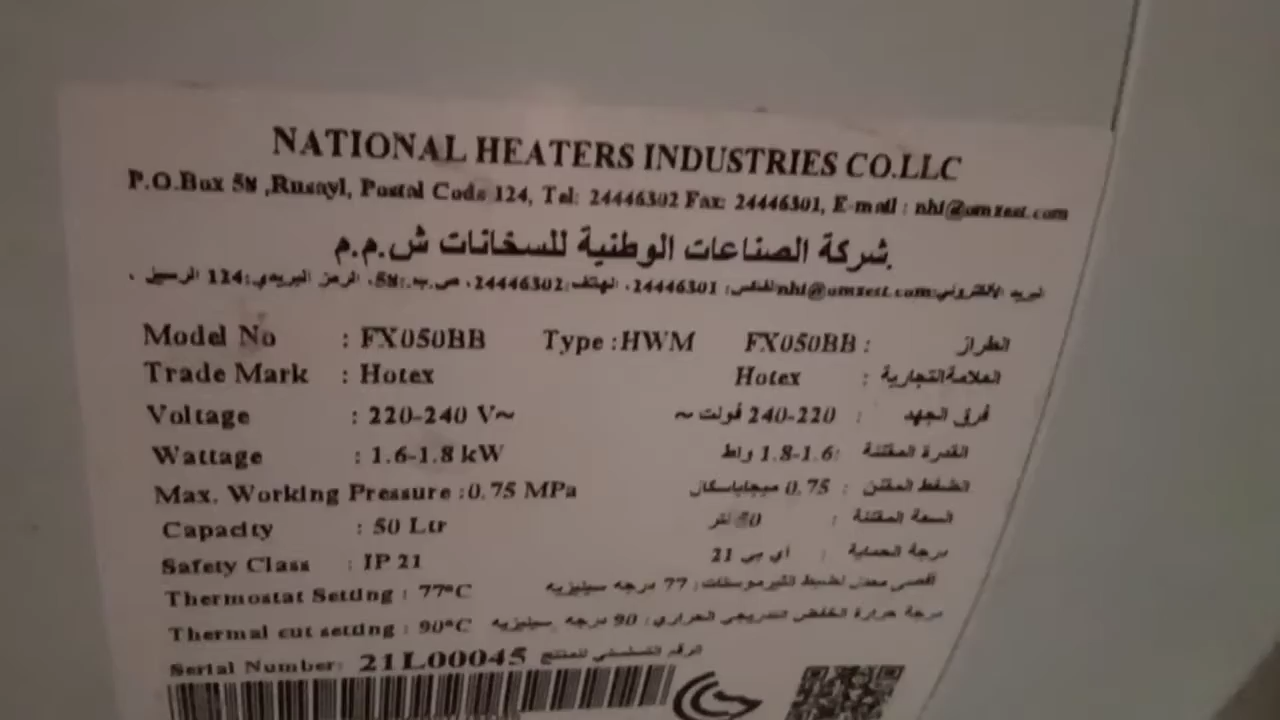 NATIONAL HEATERS INDUSTRIES CO.LLC
P.O.Box 58 ,Rusayl, Postal Code 124, Tel: 24446302 Fax: 24446301, E-mail : nhi@omzest.com
شركة الصناعات الوطنية للسخانات ش.م.م.
البريد الألكتروني:nhi@omzest.com الفاكس: 24446301، الهاتف:24446302، ص.ب.:58، الرمز البريدي:124 الرسيل .
Model No : FX050BB Type :HWM FX050BB : الطراز
Trade Mark : Hotex العلامةالتجارية : Hotex
Voltage : 220-240 V~ فرق الجهد : 220-240 فولت ~
Wattage : 1.6-1.8 kW القدرة المقننة :1.6-1.8 واط
Max. Working Pressure :0.75 MPa الضغط المقنن : 0.75 ميجاباسكال
Capacity : 50 Ltr السعة المقننة : 50 لتر
Safety Class : IP 21 درجة الحماية : أي بي 21
Thermostat Setting : 77°C أقصى معدل لضبط الثيرموستات: 77 درجه سيليزيه
Thermal cut setting : 90°C درجة حرارة الخفض التدريجي الحراري: 90 درجه سيليزيه
Serial Number: 21L00045 الرقم التسلسلي للمنتج